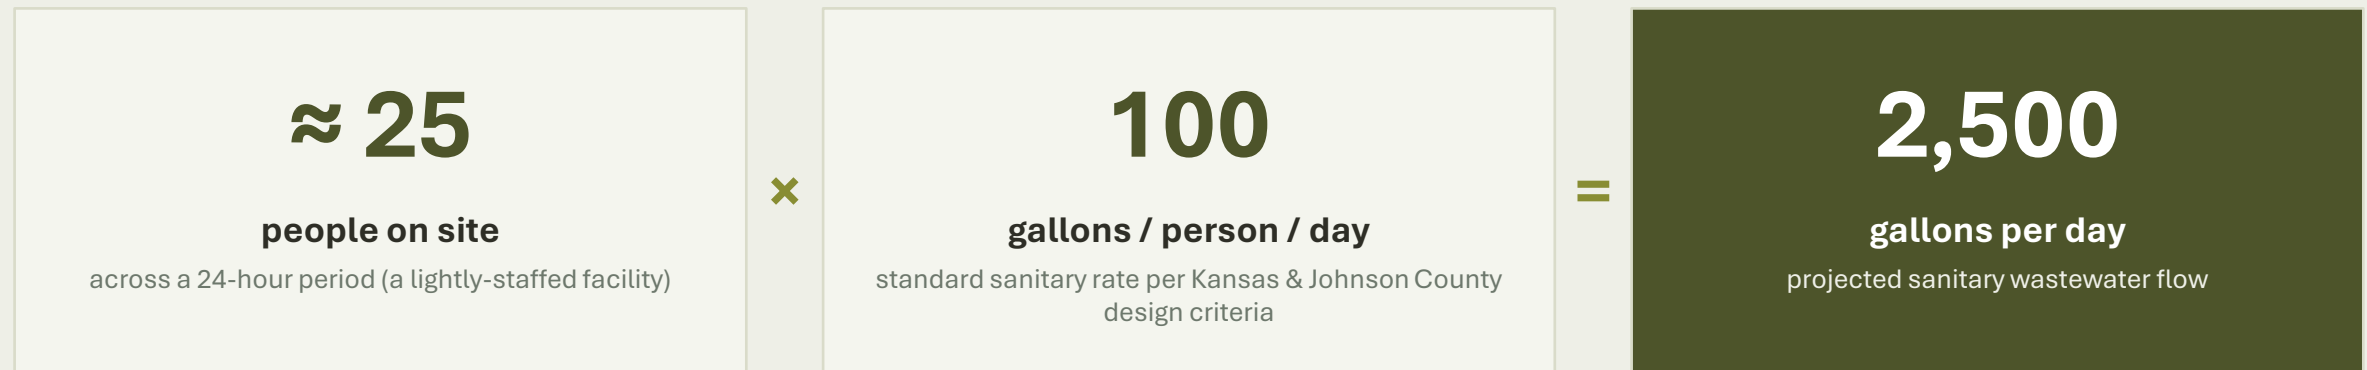 ≈ 25
people on site
across a 24-hour period (a lightly-staffed facility)
×
100
gallons / person / day
standard sanitary rate per Kansas & Johnson County
design criteria
=
2,500
gallons per day
projected sanitary wastewater flow